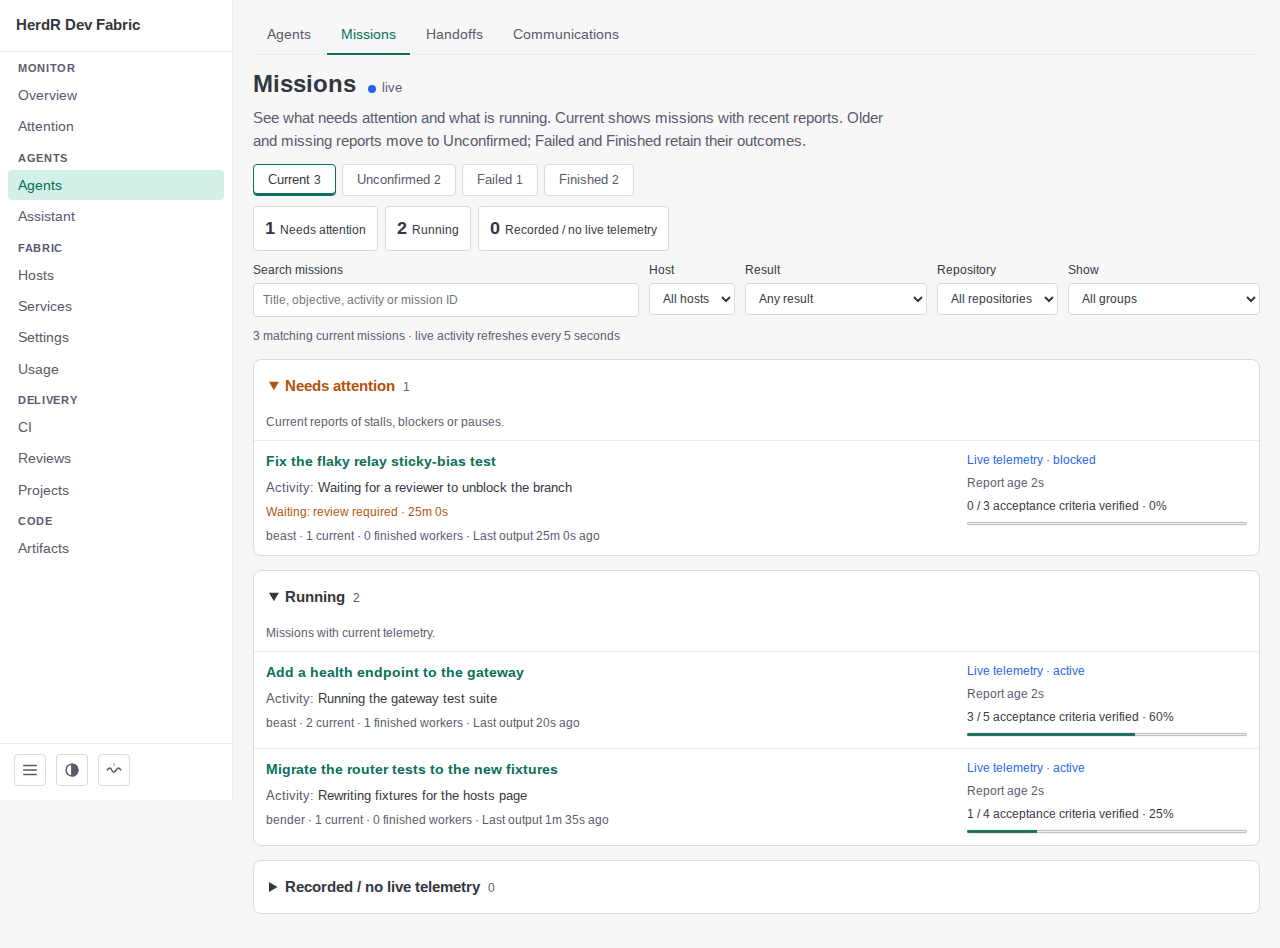 HerdR Dev Fabric
MONITOR
Overview
Attention
AGENTS
Agents
Assistant
FABRIC
Hosts
Services
Settings
Usage
DELIVERY
CI
Reviews
Projects
CODE
Artifacts
Agents Missions Handoffs Communications
Missions live
See what needs attention and what is running. Current shows missions with recent reports. Older
and missing reports move to Unconfirmed; Failed and Finished retain their outcomes.
Current 3 Unconfirmed 2 Failed 1 Finished 2
1 Needs attention 2 Running 0 Recorded / no live telemetry
Search missions Host Result Repository Show
Title, objective, activity or mission ID All hosts Any result All repositories All groups
3 matching current missions · live activity refreshes every 5 seconds
Needs attention 1
Current reports of stalls, blockers or pauses.
Fix the flaky relay sticky-bias test
Activity: Waiting for a reviewer to unblock the branch
Waiting: review required · 25m 0s
beast · 1 current · 0 finished workers · Last output 25m 0s ago
Live telemetry · blocked
Report age 2s
0 / 3 acceptance criteria verified · 0%
Running 2
Missions with current telemetry.
Add a health endpoint to the gateway
Activity: Running the gateway test suite
beast · 2 current · 1 finished workers · Last output 20s ago
Live telemetry · active
Report age 2s
3 / 5 acceptance criteria verified · 60%
Migrate the router tests to the new fixtures
Activity: Rewriting fixtures for the hosts page
bender · 1 current · 0 finished workers · Last output 1m 35s ago
Live telemetry · active
Report age 2s
1 / 4 acceptance criteria verified · 25%
Recorded / no live telemetry 0